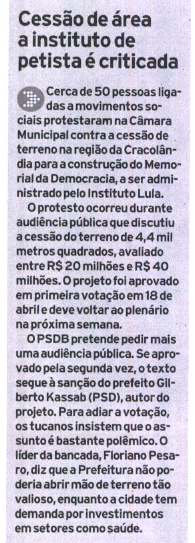 Cessão de área
a instituto de
petista é criticada
Cerca de 50 pessoas liga-
das a movimentos so-
ciais protestaram na Câmara
Municipal contra a cessão de
terreno na região da Cracolân-
dia para a construção do Memo-
rial da Democracia, a ser admi-
nistrado pelo Instituto Lula.
O protesto ocorreu durante
audiência pública que discutiu
a cessão do terreno de 4,4 mil
metros quadrados, avaliado
entre R$ 20 milhões e R$ 40
milhões. O projeto foi aprovado
em primeira votação em 18 de
abril e deve voltar ao plenário
na próxima semana.
O PSDB pretende pedir mais
uma audiência pública. Se apro-
vado pela segunda vez, o texto
segue à sanção do prefeito Gil-
berto Kassab (PSD), autor do
projeto. Para adiar a votação,
os tucanos insistem que o as-
sunto é bastante polêmico. O
líder da bancada, Floriano Pesa-
ro, diz que a Prefeitura não po-
deria abrir mão de terreno tão
valioso, enquanto a cidade tem
demanda por investimentos
em setores como saúde.